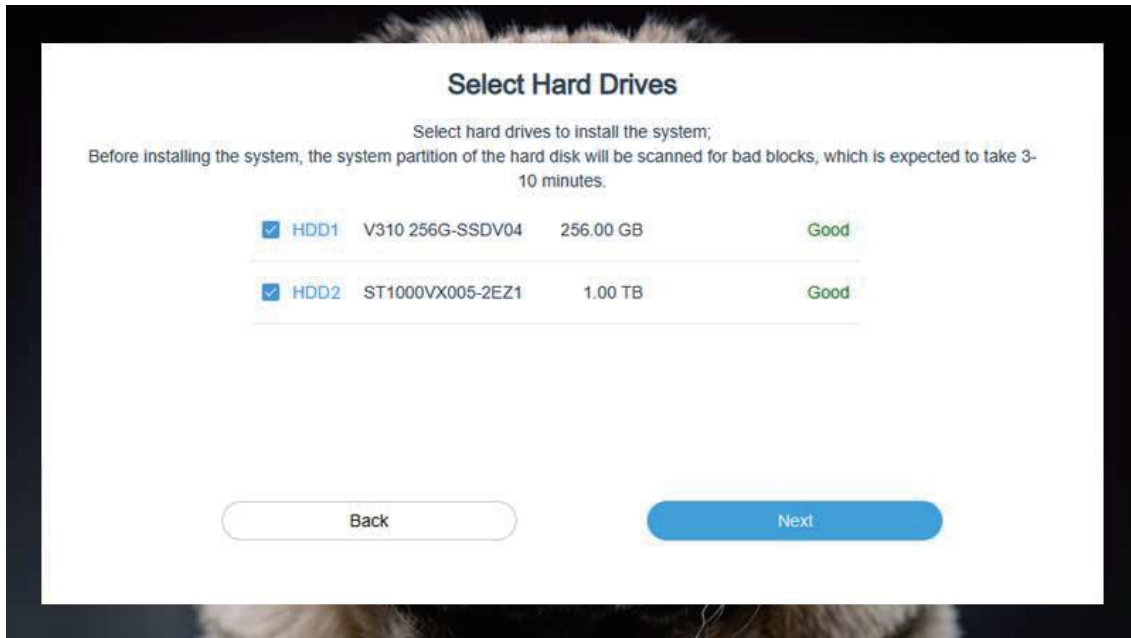 Select Hard Drives
Select hard drives to install the system;
Before installing the system, the system partition of the hard disk will be scanned for bad blocks, which is expected to take 3-
10 minutes.
HDD1 V310 256G-SSDV04 256.00 GB Good
HDD2 ST1000VX005-2EZ1 1.00 TB Good
Back Next